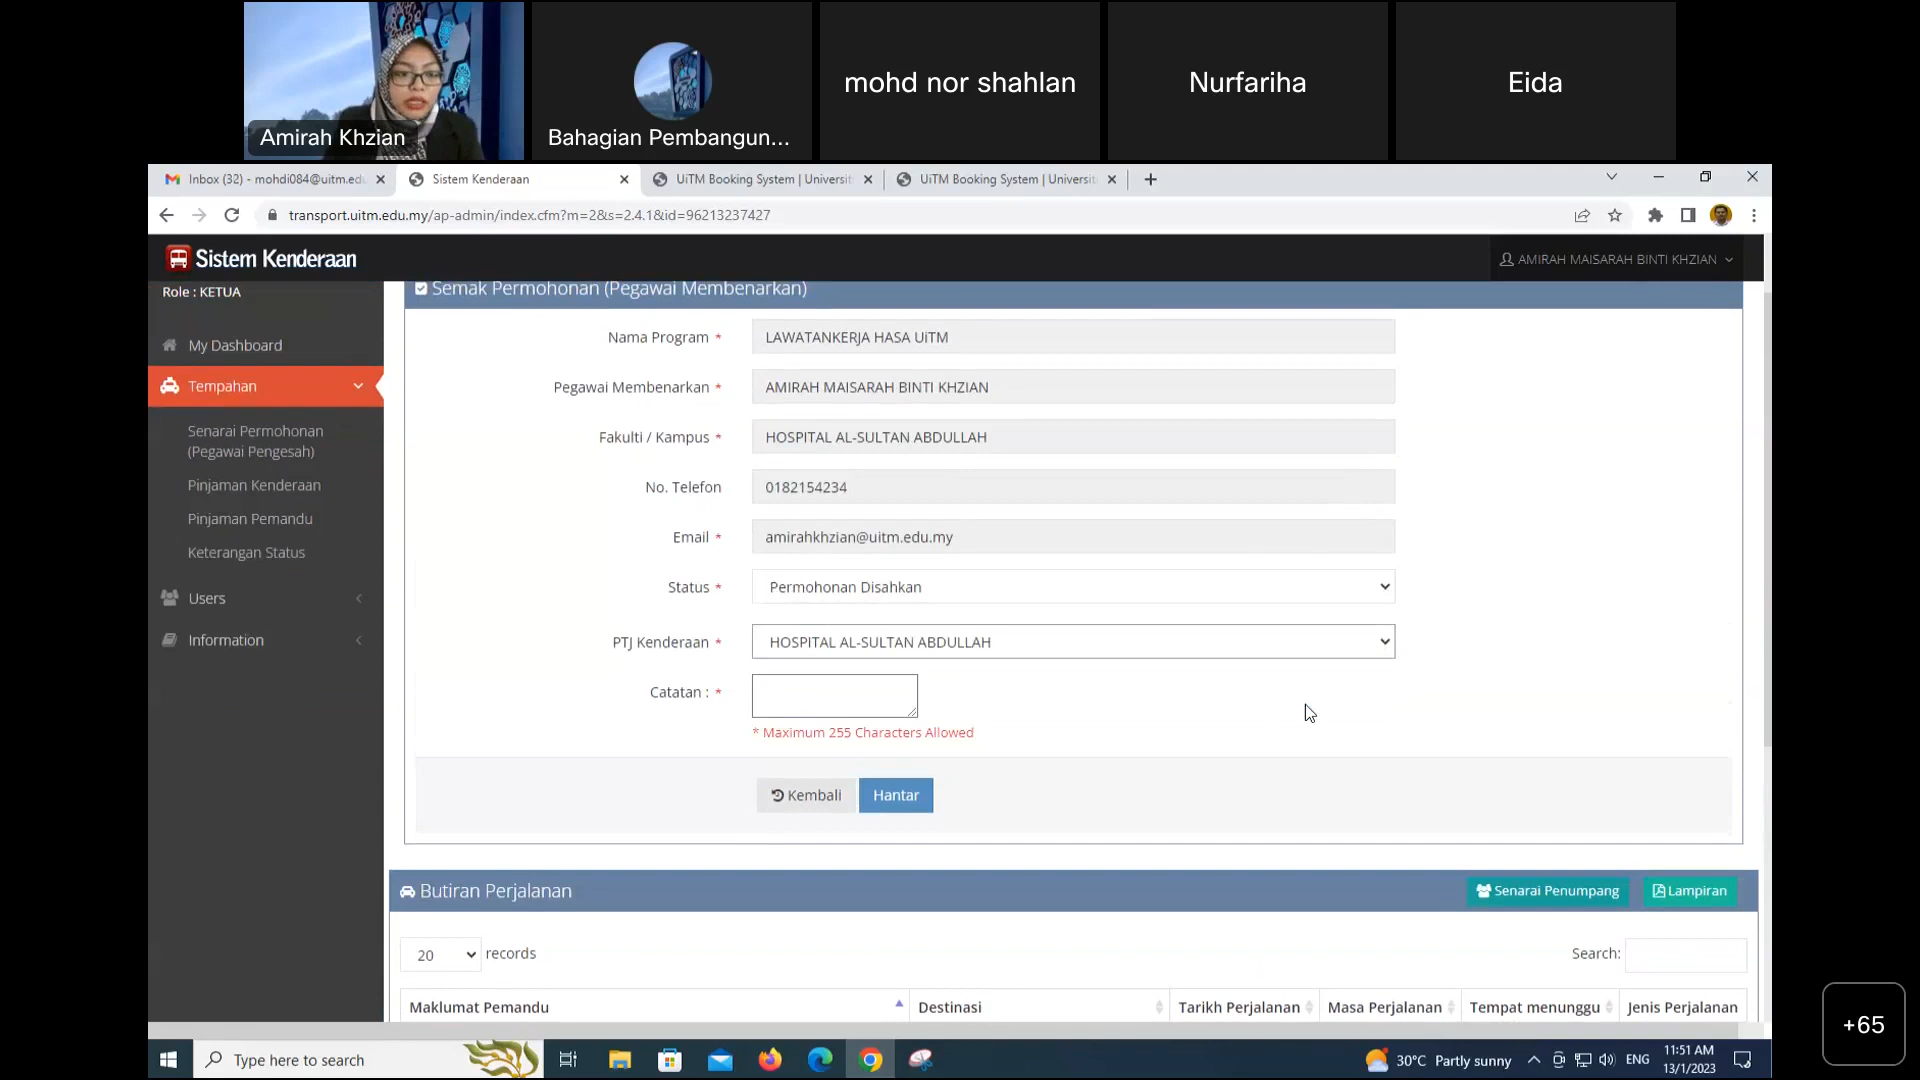 Amirah Khzian
Bahagian Pembangun...
mohd nor shahlan
Nurfariha
Eida
Inbox (32) - mohdi084@uitm.ed
Sistem Kenderaan
UiTM Booking System | Universit
UiTM Booking System | Universit
transport.uitm.edu.my/ap-admin/index.cfm?m=2&s=2.4.1&id=96213237427
Sistem Kenderaan
AMIRAH MAISARAH BINTI KHZIAN
Role : KETUA
My Dashboard
Tempahan
Senarai Permohonan
(Pegawai Pengesah)
Pinjaman Kenderaan
Pinjaman Pemandu
Keterangan Status
Users
Information
Semak Permohonan (Pegawai Membenarkan)
Nama Program * LAWATANKERJA HASA UiTM
Pegawai Membenarkan * AMIRAH MAISARAH BINTI KHZIAN
Fakulti / Kampus * HOSPITAL AL-SULTAN ABDULLAH
No. Telefon 0182154234
Email * amirahkhzian@uitm.edu.my
Status * Permohonan Disahkan
PTJ Kenderaan * HOSPITAL AL-SULTAN ABDULLAH
Catatan : *
* Maximum 255 Characters Allowed
Kembali Hantar
Butiran Perjalanan
Senarai Penumpang Lampiran
20 records
Search:
Maklumat Pemandu Destinasi Tarikh Perjalanan Masa Perjalanan Tempat menunggu Jenis Perjalanan
+65
Type here to search
30°C Partly sunny
ENG
11:51 AM
13/1/2023